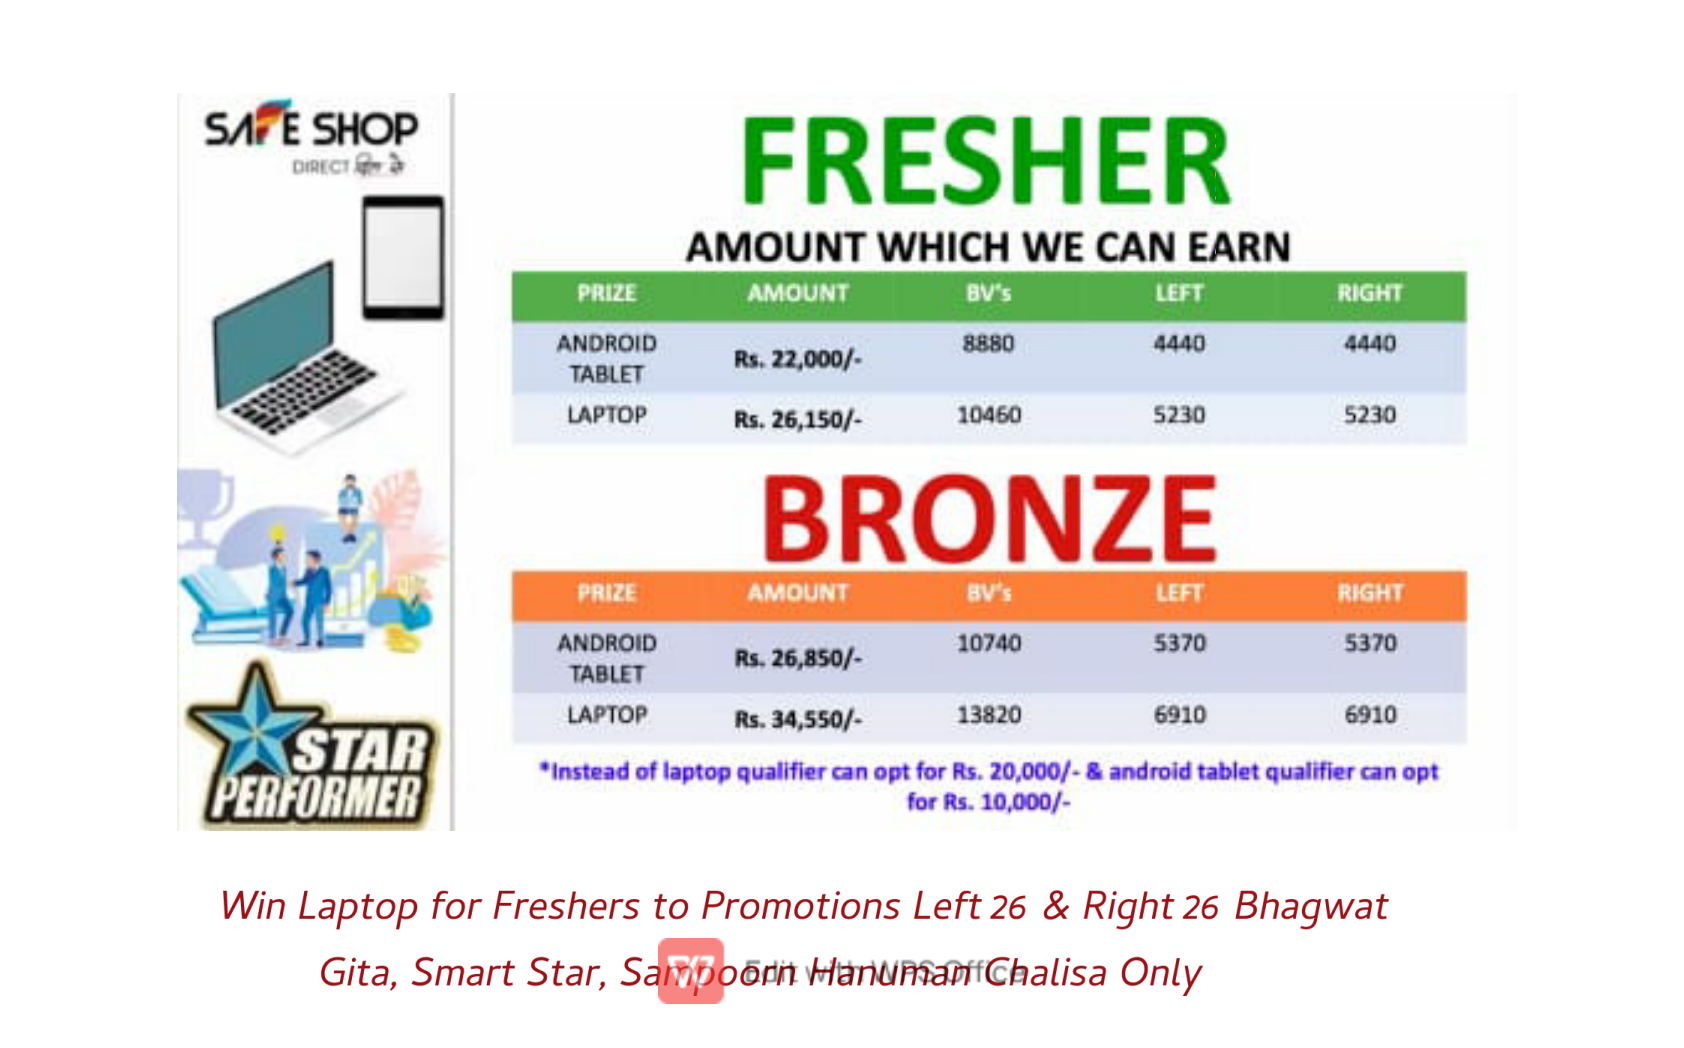 SAFE SHOP
DIRECT दिल से
FRESHER
AMOUNT WHICH WE CAN EARN
PRIZE AMOUNT BV's LEFT RIGHT
ANDROID TABLET Rs. 22,000/- 8880 4440 4440
LAPTOP Rs. 26,150/- 10460 5230 5230
BRONZE
PRIZE AMOUNT BV's LEFT RIGHT
ANDROID TABLET Rs. 26,850/- 10740 5370 5370
LAPTOP Rs. 34,550/- 13820 6910 6910
*Instead of laptop qualifier can opt for Rs. 20,000/- & android tablet qualifier can opt
for Rs. 10,000/-
STAR
PERFORMER
Win Laptop for Freshers to Promotions Left 26 & Right 26 Bhagwat
Gita, Smart Star, Sampoorn Hanuman Chalisa Only
Edit with WPS Office